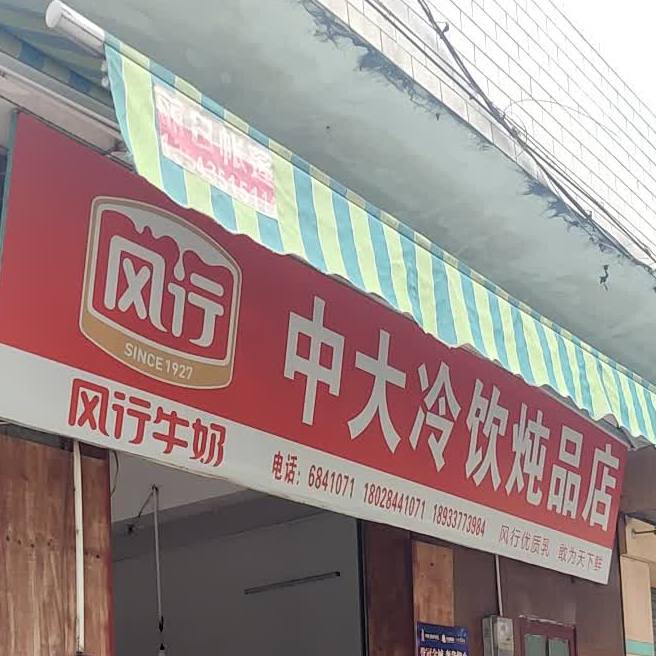 风行
SINCE 1927
中大冷饮炖品店
风行牛奶
电话：6841071 18028441071 18933773984
风行优质乳 敢为天下鲜